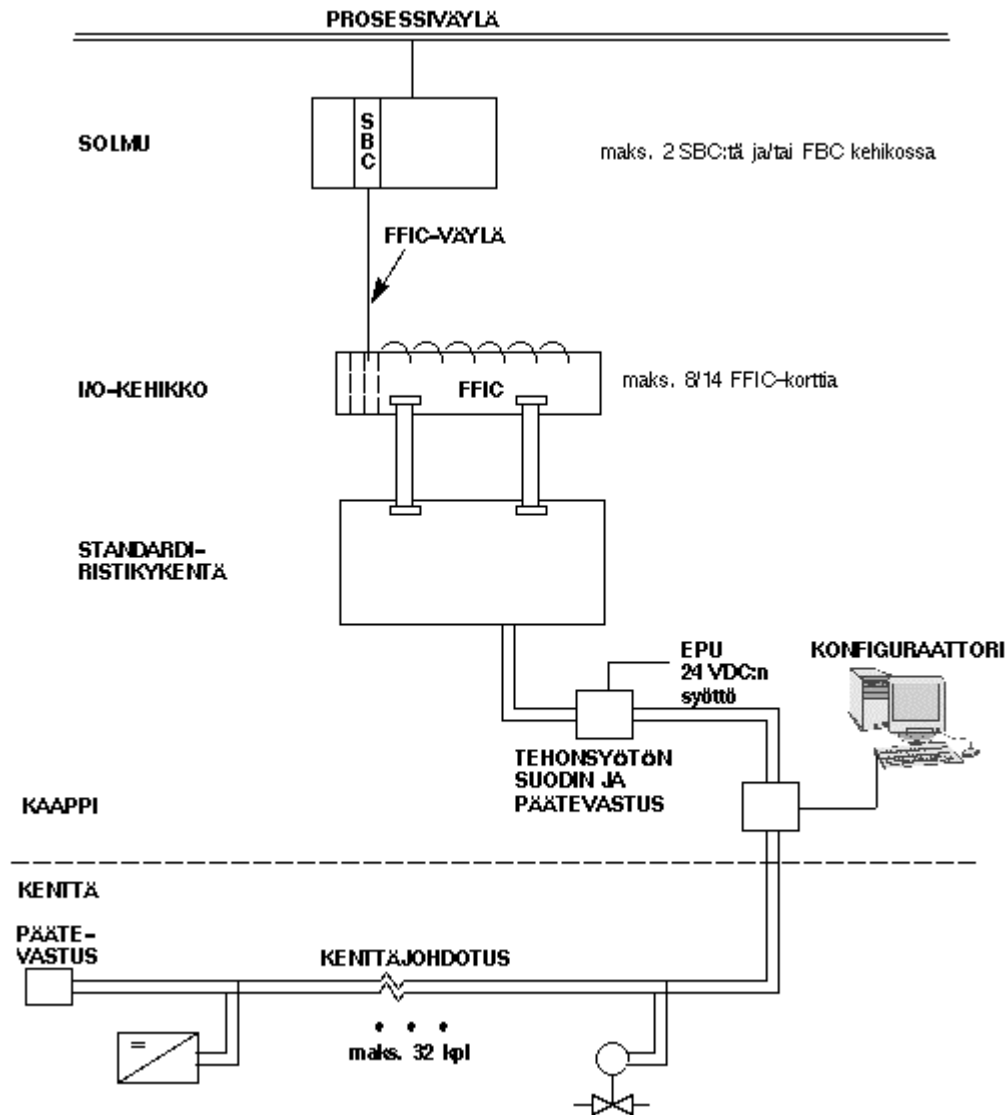 PROSESSIVÄYLÄ
SOLMU
SBC
maks. 2 SBC:tä ja/tai FBC kehikossa
FFIC–VÄYLÄ
I/O–KEHIKKO
FFIC
maks. 8/14 FFIC–korttia
STANDARDI–
RISTIKYKENTÄ
EPU
24 VDC:n
syöttö
KONFIGURAATTORI
TEHONSYÖTÖN
SUODIN JA
PÄÄTEVASTUS
KAAPPI
KENTTÄ
PÄÄTE–
VASTUS
KENTTÄJOHDOTUS
maks. 32 kpl